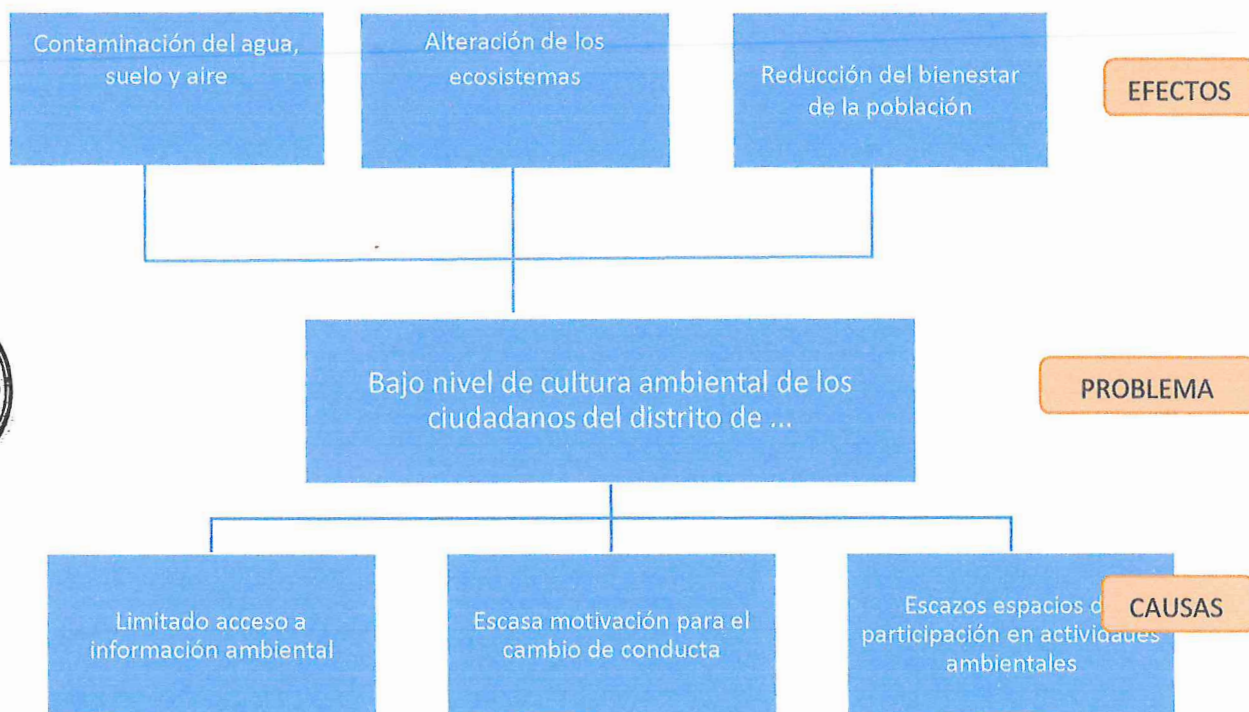 Contaminación del agua,
suelo y aire
Alteración de los
ecosistemas
Reducción del bienestar
de la población
EFECTOS
Bajo nivel de cultura ambiental de los
ciudadanos del distrito de ...
PROBLEMA
Limitado acceso a
información ambiental
Escasa motivación para el
cambio de conducta
Escazos espacios
participación en actividades
ambientales
CAUSAS